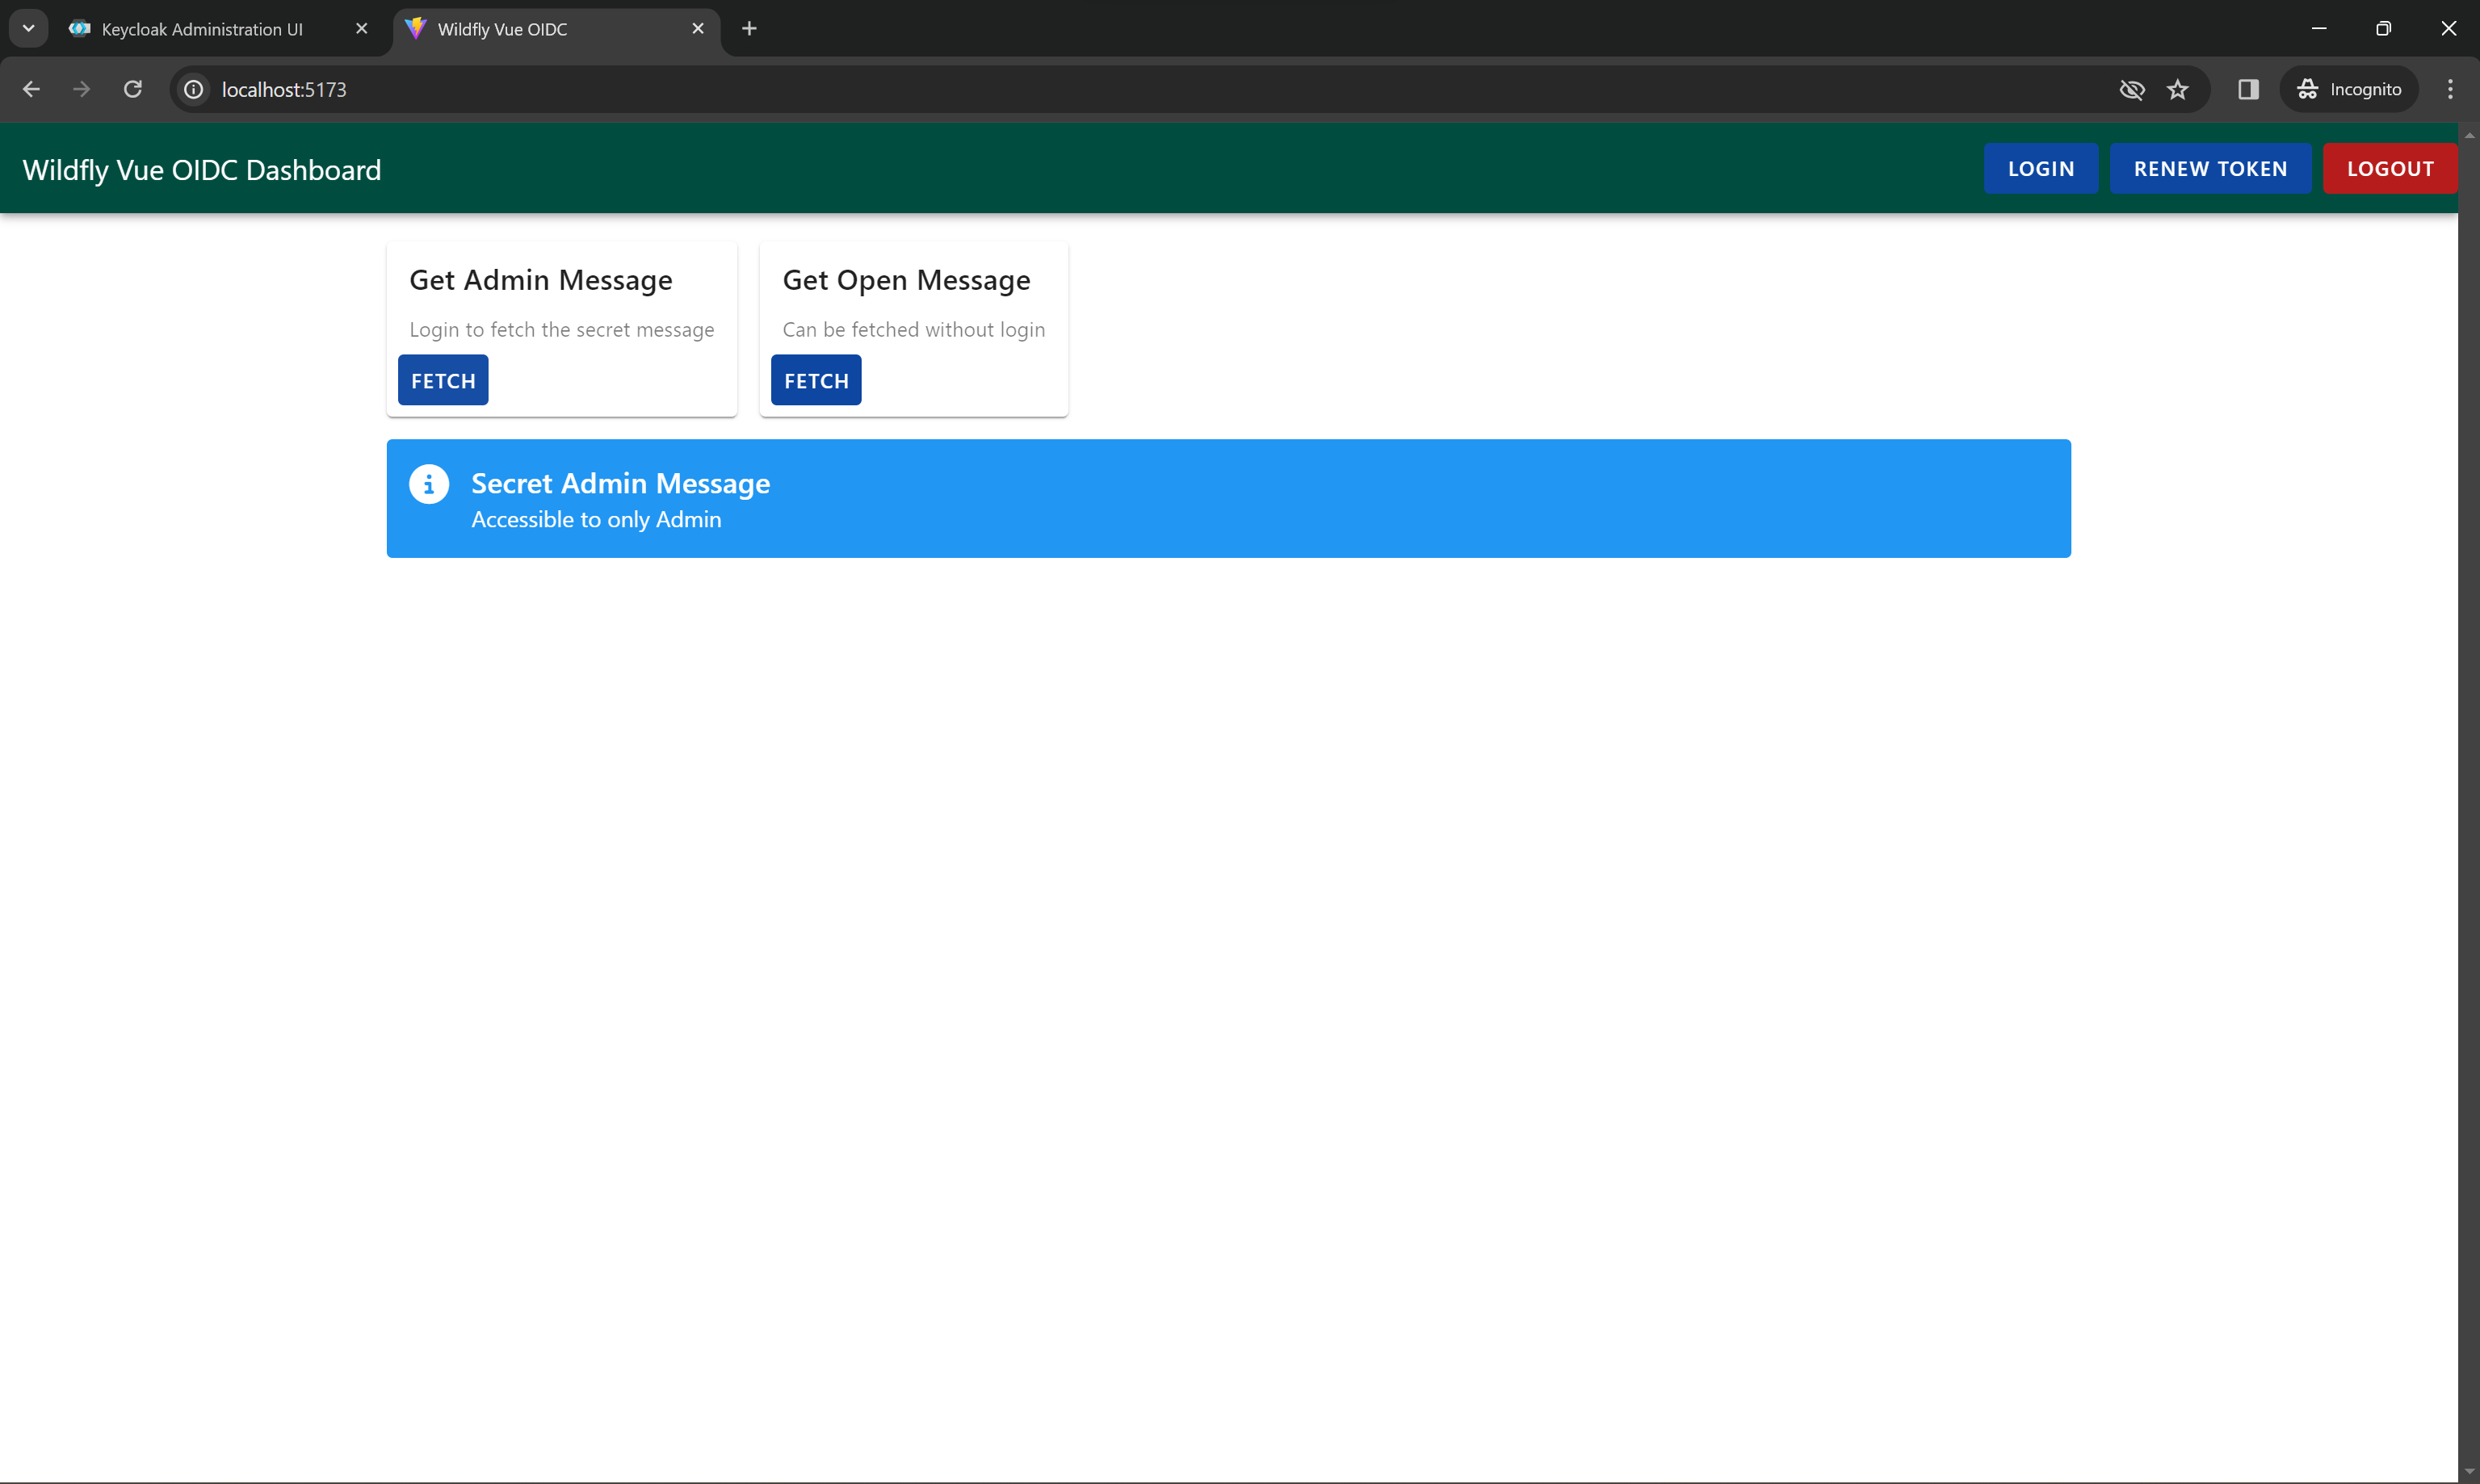 Keycloak Administration UI
Wildfly Vue OIDC
localhost:5173
Incognito
Wildfly Vue OIDC Dashboard
LOGIN
RENEW TOKEN
LOGOUT
Get Admin Message
Login to fetch the secret message
FETCH
Get Open Message
Can be fetched without login
FETCH
Secret Admin Message
Accessible to only Admin